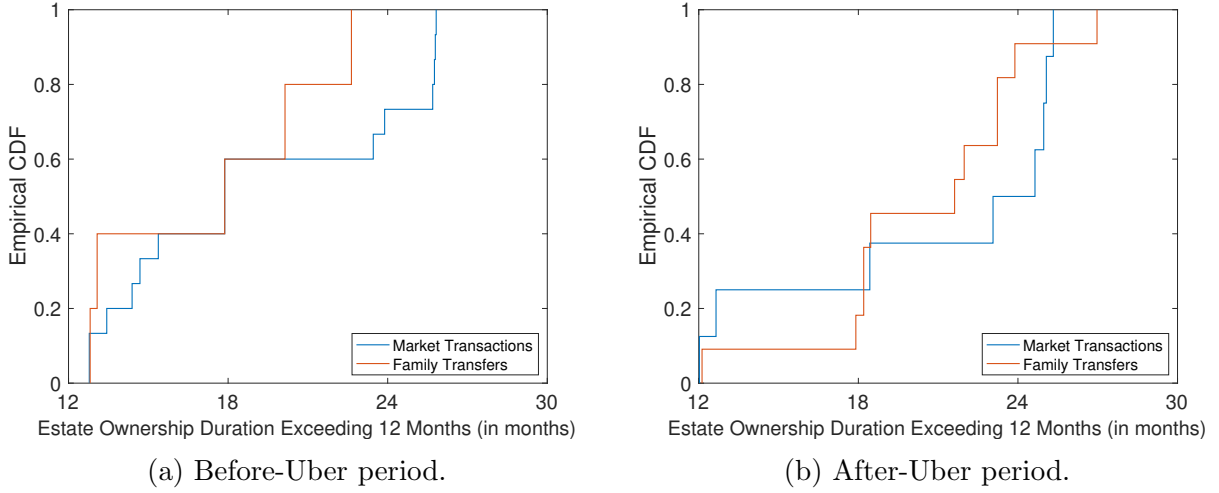 1
0.8
0.6
0.4
0.2
0
Empirical CDF
12 18 24 30
Estate Ownership Duration Exceeding 12 Months (in months)
Market Transactions
Family Transfers
(a) Before-Uber period.
1
0.8
0.6
0.4
0.2
0
Empirical CDF
12 18 24 30
Estate Ownership Duration Exceeding 12 Months (in months)
Market Transactions
Family Transfers
(b) After-Uber period.